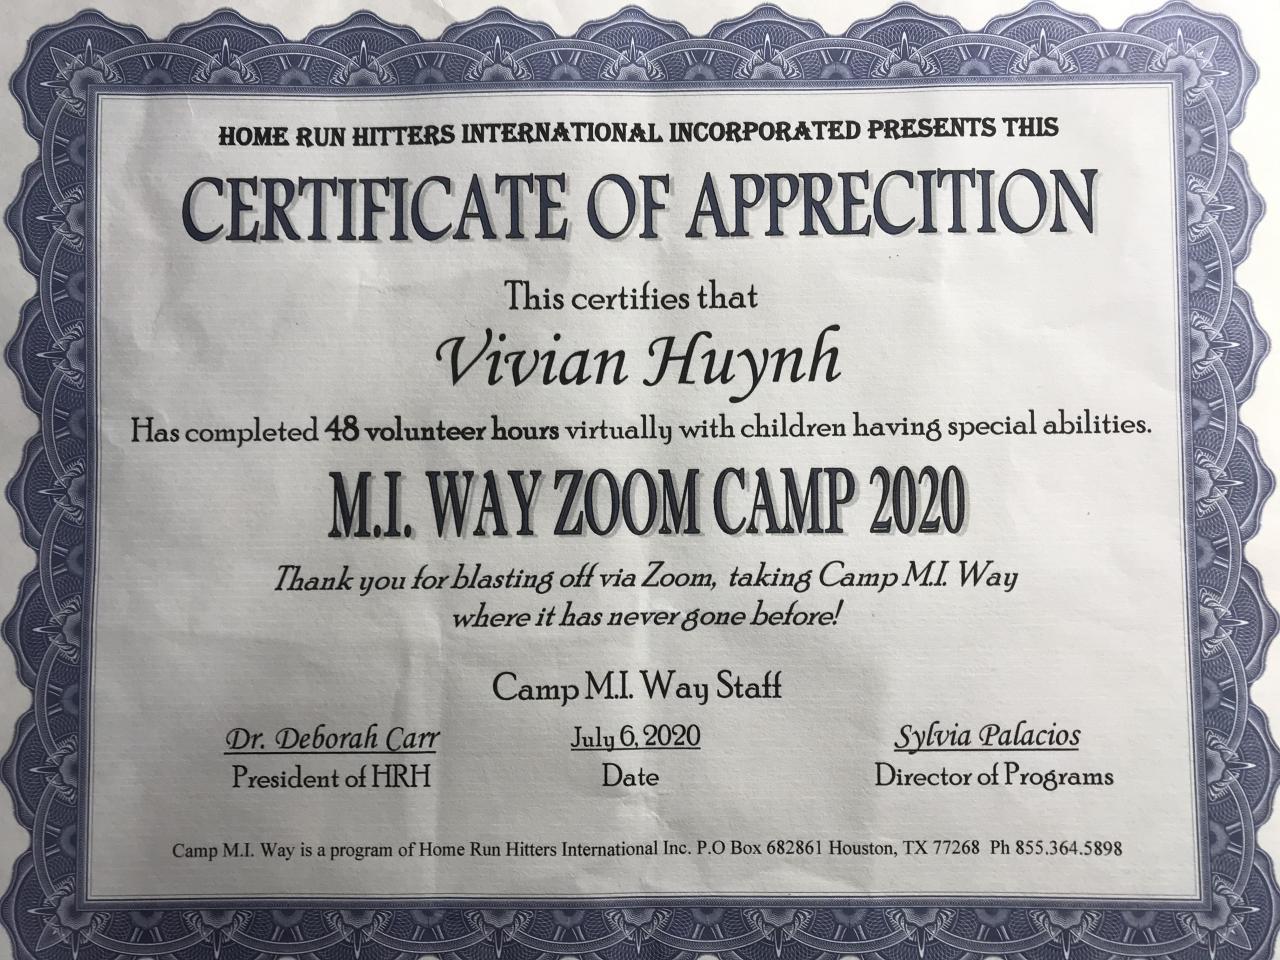 HOME RUN HITTERS INTERNATIONAL INCORPORATED PRESENTS THIS
CERTIFICATE OF APPRECITION
This certifies that
Vivian Huynh
Has completed 48 volunteer hours virtually with children having special abilities.
M.I. WAY ZOOM CAMP 2020
Thank you for blasting off via Zoom, taking Camp M.I. Way
where it has never gone before!
Camp M.I. Way Staff
Dr. Deborah Carr July 6, 2020 Sylvia Palacios
President of HRH Date Director of Programs
Camp M.I. Way is a program of Home Run Hitters International Inc. P.O Box 682861 Houston, TX 77268 Ph 855.364.5898